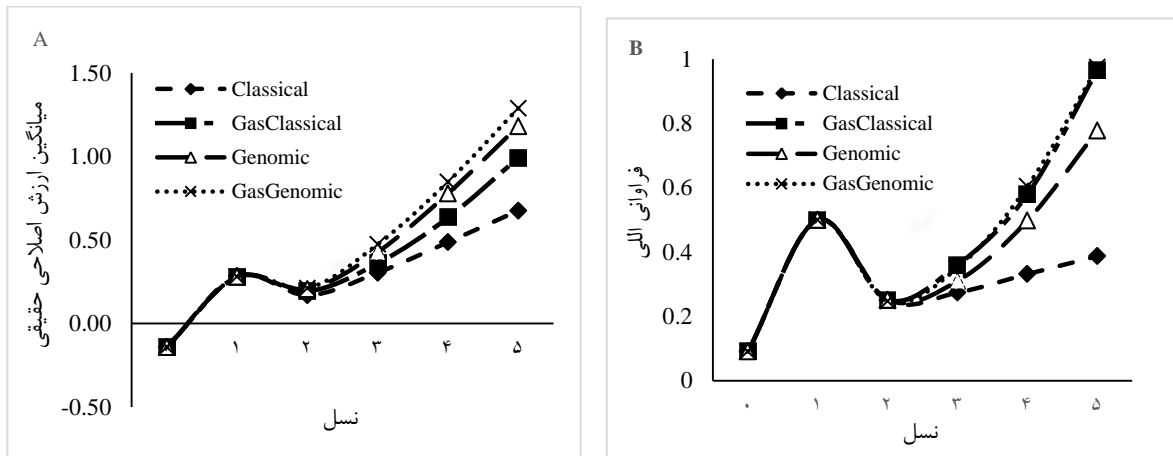 A
میانگین ارزش اصلاحی حقیقی
1.50
1.00
0.50
0.00
-0.50
Classical
GasClassical
Genomic
GasGenomic
۱ ۲ ۳ ۴ ۵
نسل
B
فراوانی اللی
1
0.8
0.6
0.4
0.2
0
Classical
GasClassical
Genomic
GasGenomic
۰ ۱ ۲ ۳ ۴ ۵
نسل